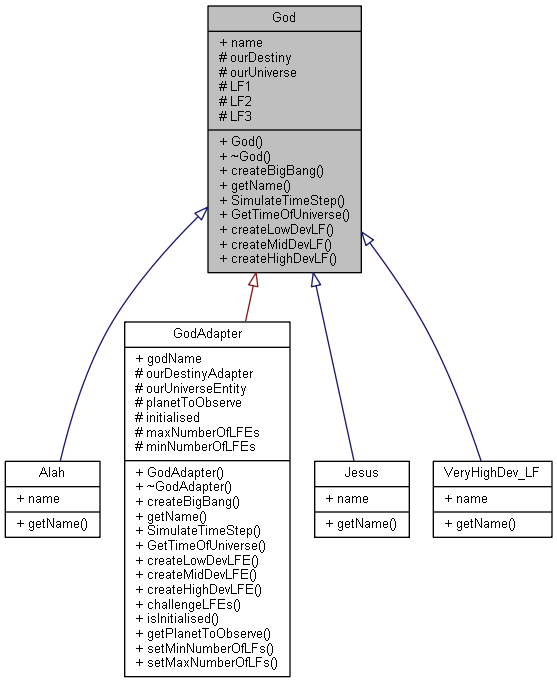 God
+ name
# ourDestiny
# ourUniverse
# LF1
# LF2
# LF3
+ God()
+ ~God()
+ createBigBang()
+ getName()
+ SimulateTimeStep()
+ GetTimeOfUniverse()
+ createLowDevLF()
+ createMidDevLF()
+ createHighDevLF()
GodAdapter
+ godName
# ourDestinyAdapter
# ourUniverseEntity
# planetToObserve
# initialised
# maxNumberOfLFEs
# minNumberOfLFEs
+ GodAdapter()
+ ~GodAdapter()
+ createBigBang()
+ getName()
+ SimulateTimeStep()
+ GetTimeOfUniverse()
+ createLowDevLFE()
+ createMidDevLFE()
+ createHighDevLFE()
+ challengeLFEs()
+ isInitialised()
+ getPlanetToObserve()
+ setMinNumberOfLFs()
+ setMaxNumberOfLFs()
Alah
+ name
+ getName()
Jesus
+ name
+ getName()
VeryHighDev_LF
+ name
+ getName()